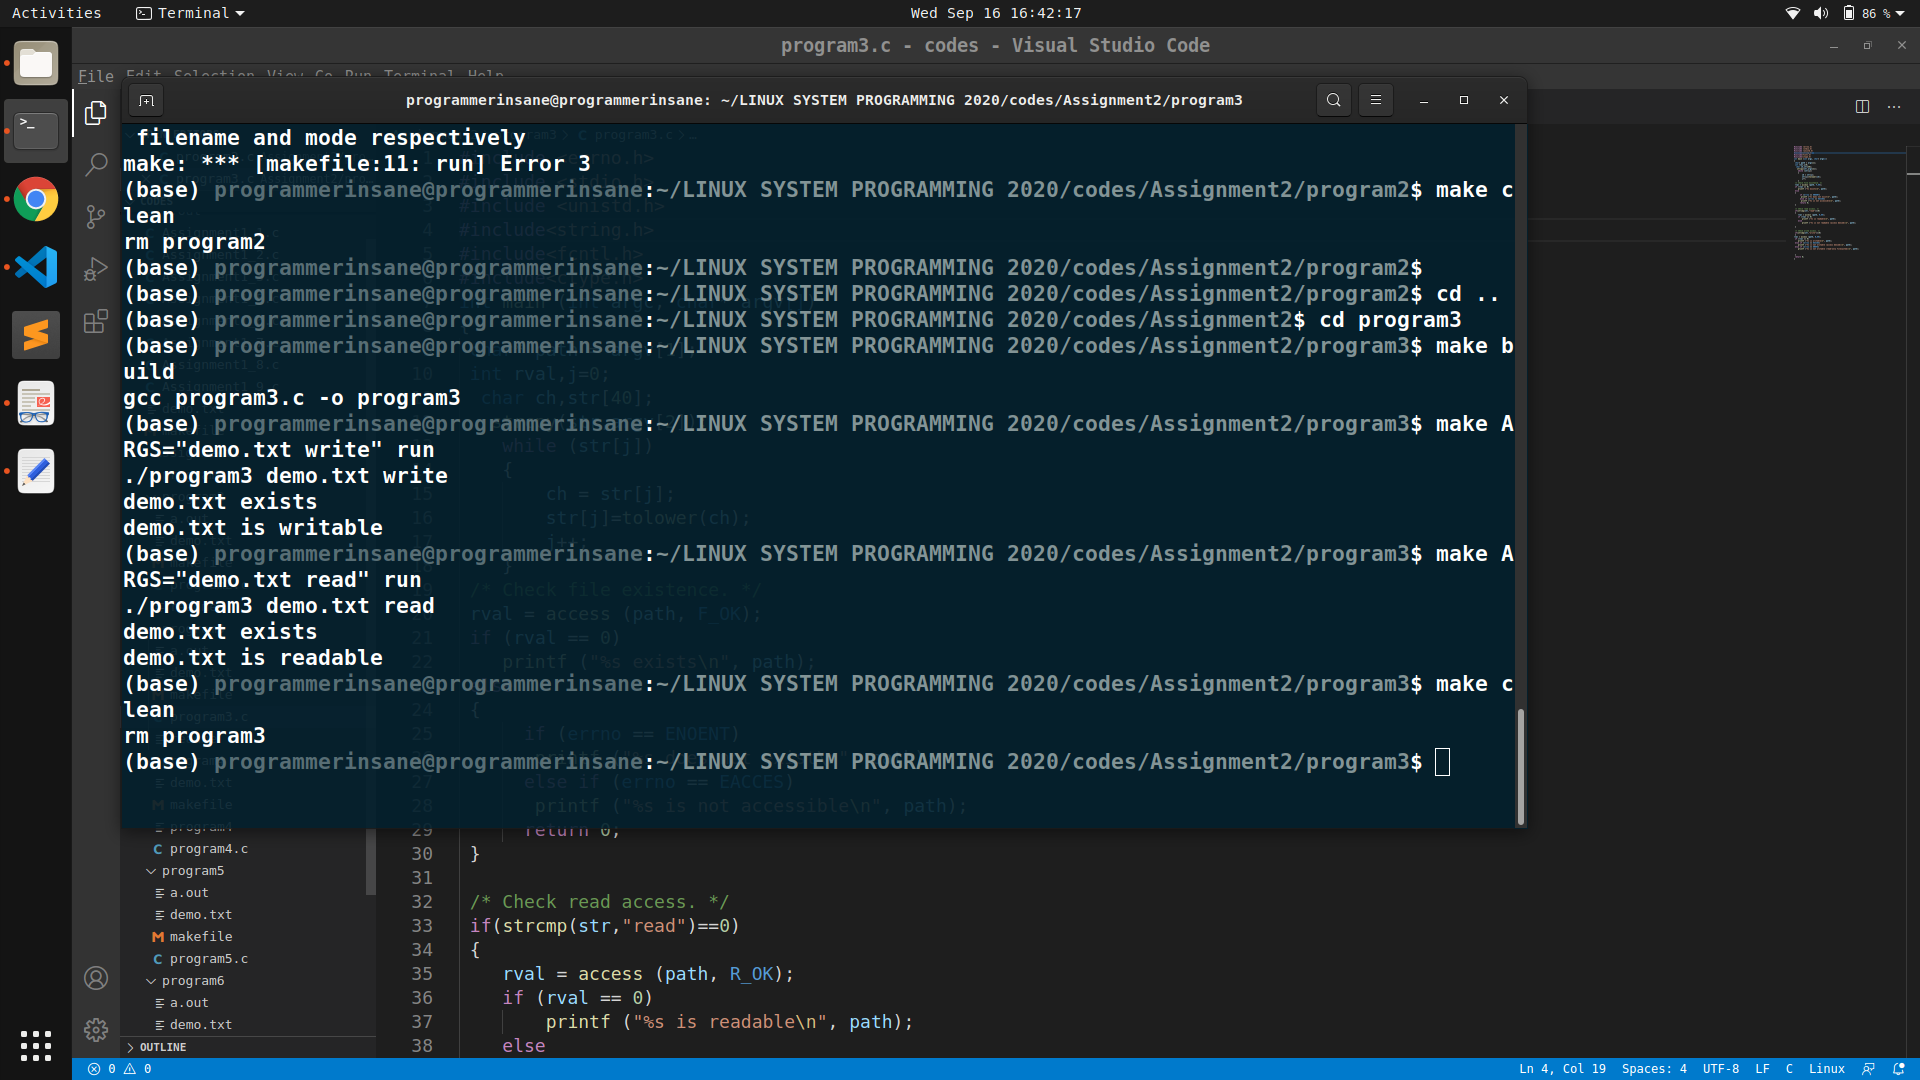 Activities
Terminal
Wed Sep 16 16:42:17
86 %
program3.c - codes - Visual Studio Code
File Edit Selection View Go Run Terminal Help
programmerinsane@programmerinsane: ~/LINUX SYSTEM PROGRAMMING 2020/codes/Assignment2/program3
filename and mode respectively
make: *** [makefile:11: run] Error 3
(base) programmerinsane@programmerinsane:~/LINUX SYSTEM PROGRAMMING 2020/codes/Assignment2/program2$ make c
lean
rm program2
(base) programmerinsane@programmerinsane:~/LINUX SYSTEM PROGRAMMING 2020/codes/Assignment2/program2$
(base) programmerinsane@programmerinsane:~/LINUX SYSTEM PROGRAMMING 2020/codes/Assignment2/program2$ cd ..
(base) programmerinsane@programmerinsane:~/LINUX SYSTEM PROGRAMMING 2020/codes/Assignment2$ cd program3
(base) programmerinsane@programmerinsane:~/LINUX SYSTEM PROGRAMMING 2020/codes/Assignment2/program3$ make b
uild
gcc program3.c -o program3
(base) programmerinsane@programmerinsane:~/LINUX SYSTEM PROGRAMMING 2020/codes/Assignment2/program3$ make A
RGS="demo.txt write" run
./program3 demo.txt write
demo.txt exists
demo.txt is writable
(base) programmerinsane@programmerinsane:~/LINUX SYSTEM PROGRAMMING 2020/codes/Assignment2/program3$ make A
RGS="demo.txt read" run
./program3 demo.txt read
demo.txt exists
demo.txt is readable
(base) programmerinsane@programmerinsane:~/LINUX SYSTEM PROGRAMMING 2020/codes/Assignment2/program3$ make c
lean
rm program3
(base) programmerinsane@programmerinsane:~/LINUX SYSTEM PROGRAMMING 2020/codes/Assignment2/program3$
program4
program4.c
program5
a.out
demo.txt
makefile
program5.c
program6
a.out
demo.txt
OUTLINE
29 return 0;
30 }
31
32 /* Check read access. */
33 if(strcmp(str,"read")==0)
34 {
35 rval = access (path, R_OK);
36 if (rval == 0)
37 printf ("%s is readable\n", path);
38 else
0 0
Ln 4, Col 19 Spaces: 4 UTF-8 LF C Linux